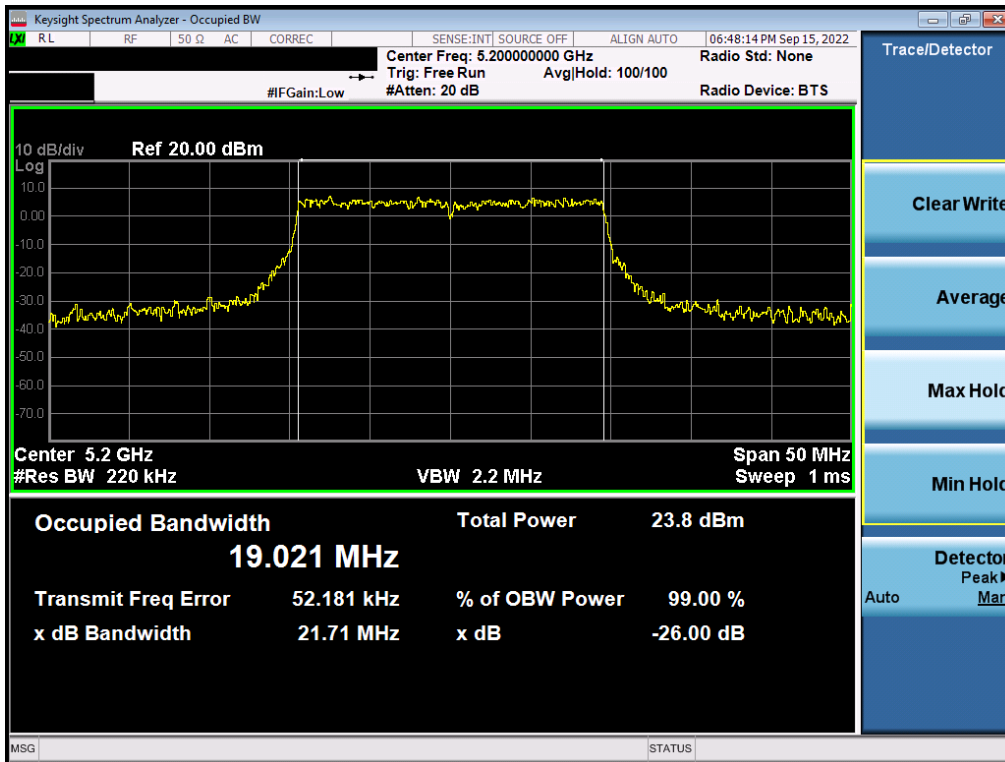 Keysight Spectrum Analyzer - Occupied BW
LXI RL RF 50 Ω AC CORREC SENSE:INT SOURCE OFF ALIGN AUTO 06:48:14 PM Sep 15, 2022
Center Freq: 5.200000000 GHz Radio Std: None
Trig: Free Run Avg|Hold: 100/100
#IFGain:Low #Atten: 20 dB Radio Device: BTS
10 dB/div Ref 20.00 dBm
Log
10.0
0.00
-10.0
-20.0
-30.0
-40.0
-50.0
-60.0
-70.0
Center 5.2 GHz Span 50 MHz
#Res BW 220 kHz VBW 2.2 MHz Sweep 1 ms
Occupied Bandwidth Total Power 23.8 dBm
19.021 MHz
Transmit Freq Error 52.181 kHz % of OBW Power 99.00 %
x dB Bandwidth 21.71 MHz x dB -26.00 dB
MSG STATUS
Trace/Detector
Clear Write
Average
Max Hold
Min Hold
Detector
Peak
Auto Man